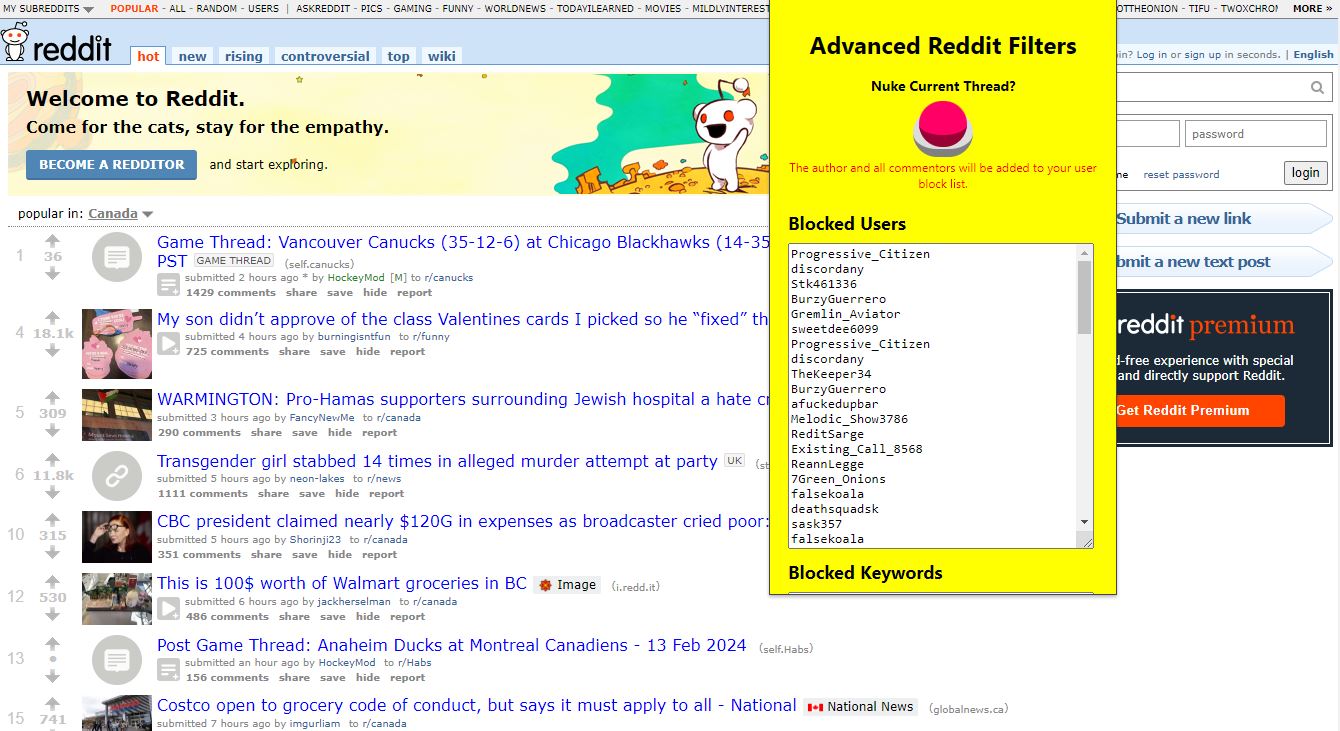 MY SUBREDDITS POPULAR - ALL - RANDOM - USERS | ASKREDDIT - PICS - GAMING - FUNNY - WORLDNEWS - TODAYILEARNED - MOVIES - MILDLYINTEREST
OTTHEONION - TIFU - TWOXCHRO MORE »
reddit hot new rising controversial top wiki
in? Log in or sign up in seconds. | English
Welcome to Reddit.
Come for the cats, stay for the empathy.
BECOME A REDDITOR and start exploring.
popular in: Canada
1
36
Game Thread: Vancouver Canucks (35-12-6) at Chicago Blackhawks (14-35
PST GAME THREAD (self.canucks)
submitted 2 hours ago * by HockeyMod [M] to r/canucks
1429 comments share save hide report
4
18.1k
My son didn’t approve of the class Valentines cards I picked so he “fixed” th
submitted 4 hours ago by burningisntfun to r/funny
725 comments share save hide report
5
309
WARMINGTON: Pro-Hamas supporters surrounding Jewish hospital a hate cr
submitted 3 hours ago by FancyNewMe to r/canada
290 comments share save hide report
6
11.8k
Transgender girl stabbed 14 times in alleged murder attempt at party UK (st
submitted 5 hours ago by neon-lakes to r/news
1111 comments share save hide report
10
315
CBC president claimed nearly $120G in expenses as broadcaster cried poor:
submitted 5 hours ago by Shorinji23 to r/canada
351 comments share save hide report
12
530
This is 100$ worth of Walmart groceries in BC Image (i.redd.it)
submitted 6 hours ago by jackherselman to r/canada
486 comments share save hide report
13
•
Post Game Thread: Anaheim Ducks at Montreal Canadiens - 13 Feb 2024 (self.Habs)
submitted an hour ago by HockeyMod to r/Habs
156 comments share save hide report
15
741
Costco open to grocery code of conduct, but says it must apply to all - National National News (globalnews.ca)
submitted 7 hours ago by imgurliam to r/canada
Advanced Reddit Filters
Nuke Current Thread?
The author and all commentors will be added to your user
block list.
Blocked Users
Progressive_Citizen
discordany
Stk461336
BurzyGuerrero
Gremlin_Aviator
sweetdee6099
Progressive_Citizen
discordany
TheKeeper34
BurzyGuerrero
afuckedupbar
Melodic_Show3786
ReditSarge
Existing_Call_8568
ReannLegge
7Green_Onions
falsekoala
deathsquadsk
sask357
falsekoala
Blocked Keywords
password
me reset password login
Submit a new link
bmit a new text post
reddit premium
d-free experience with special
and directly support Reddit.
Get Reddit Premium